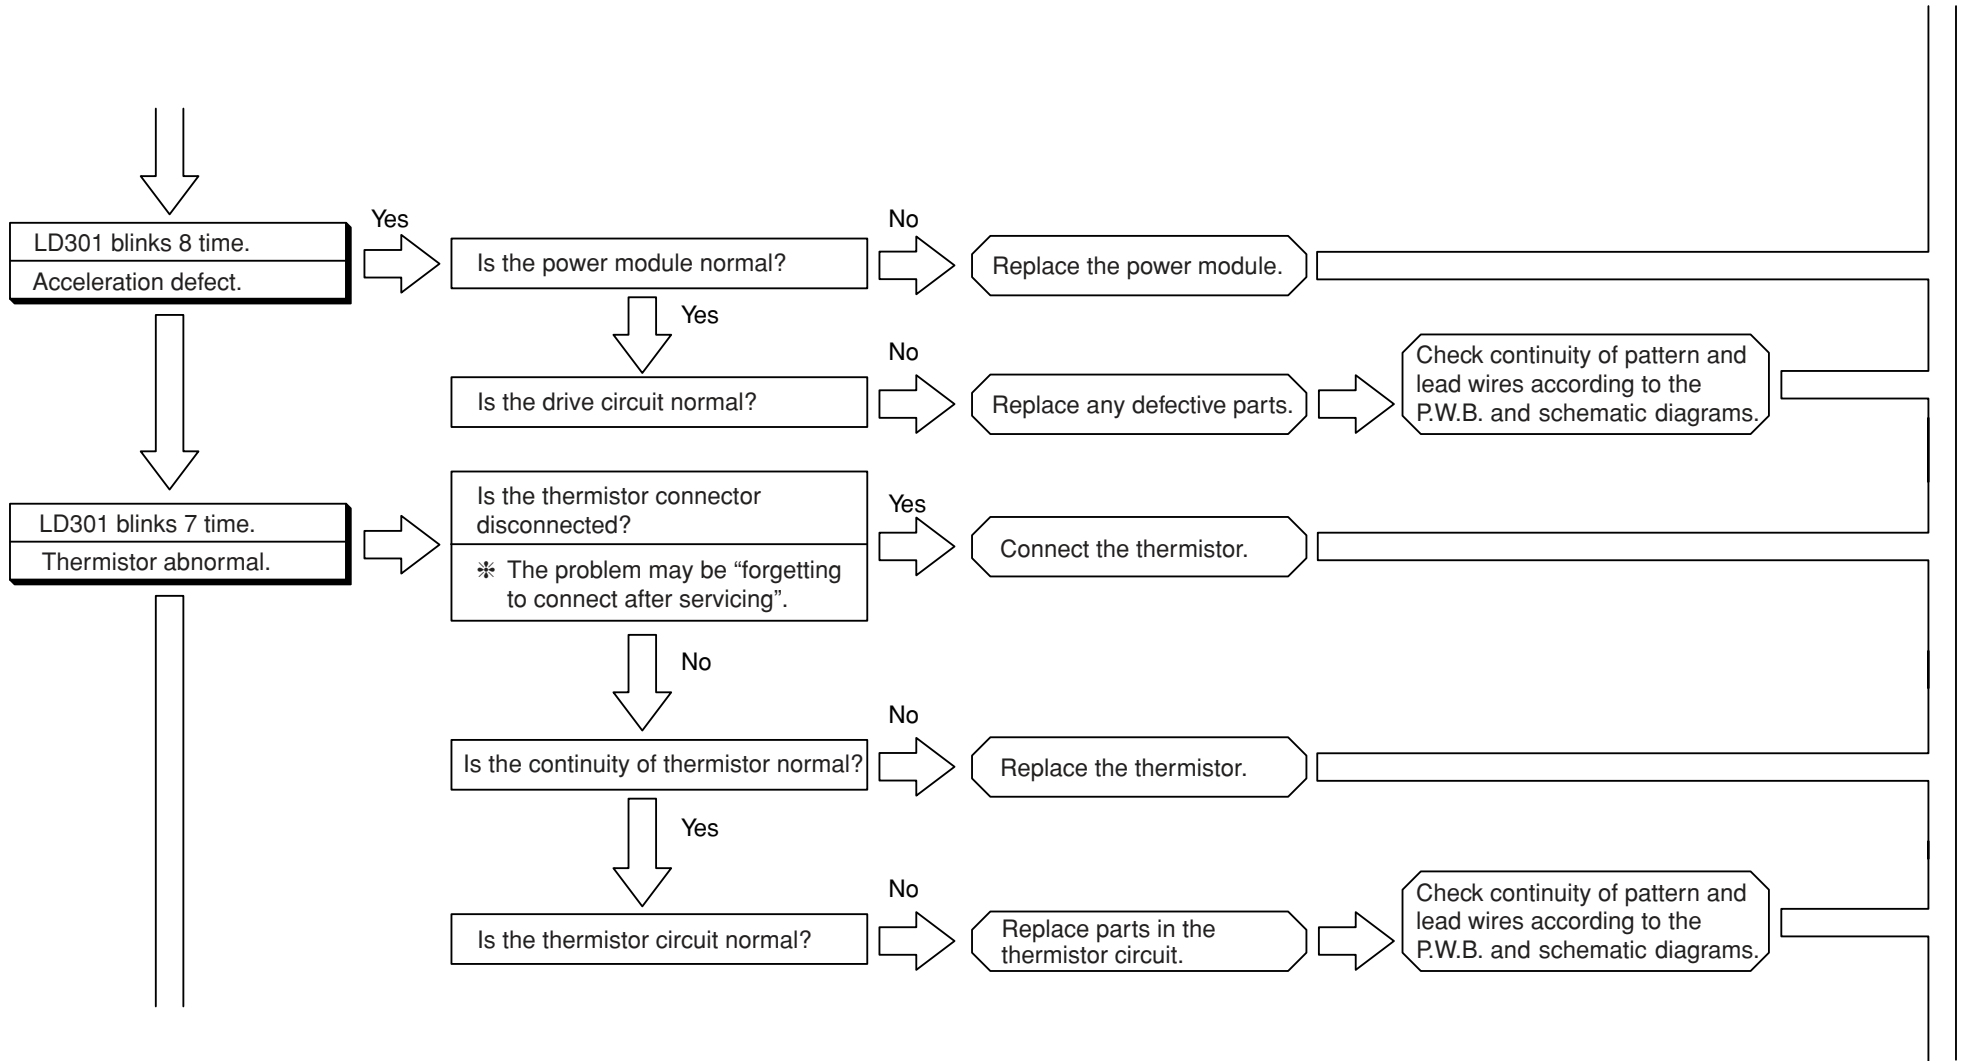 Yes
No
LD301 blinks 8 time.
Acceleration defect.
Is the power module normal?
Replace the power module.
Yes
No
Is the drive circuit normal?
Replace any defective parts.
Check continuity of pattern and
lead wires according to the
P.W.B. and schematic diagrams.
LD301 blinks 7 time.
Thermistor abnormal.
Is the thermistor connector
disconnected?
❉ The problem may be “forgetting
to connect after servicing”.
Yes
Connect the thermistor.
No
No
Is the continuity of thermistor normal?
Replace the thermistor.
Yes
No
Is the thermistor circuit normal?
Replace parts in the
thermistor circuit.
Check continuity of pattern and
lead wires according to the
P.W.B. and schematic diagrams.